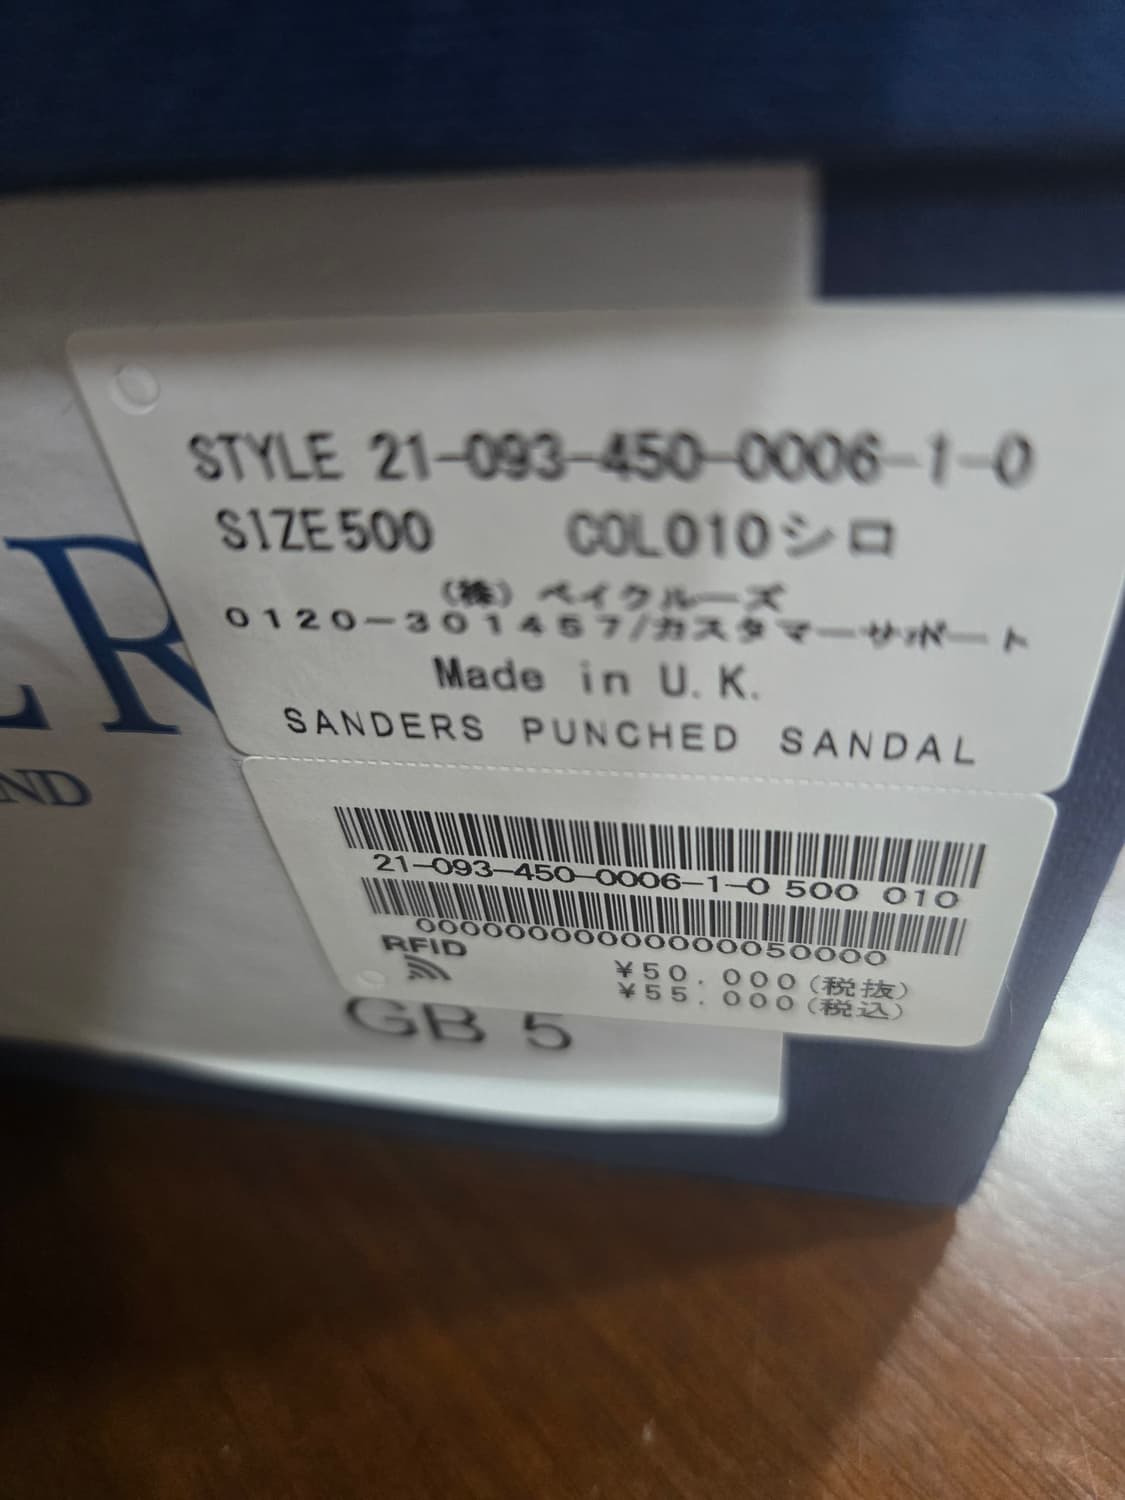 STYLE 21-093-450-0006-1-0
SIZE500 COL010シロ
(株) ベイクルーズ
0120-301457/カスタマーサポート
Made in U.K.
SANDERS PUNCHED SANDAL
21-093-450-0006-1-0 500 010
00000000000000050000
RFID
¥50.000(税抜)
¥55.000(税込)
GB 5
R
ND